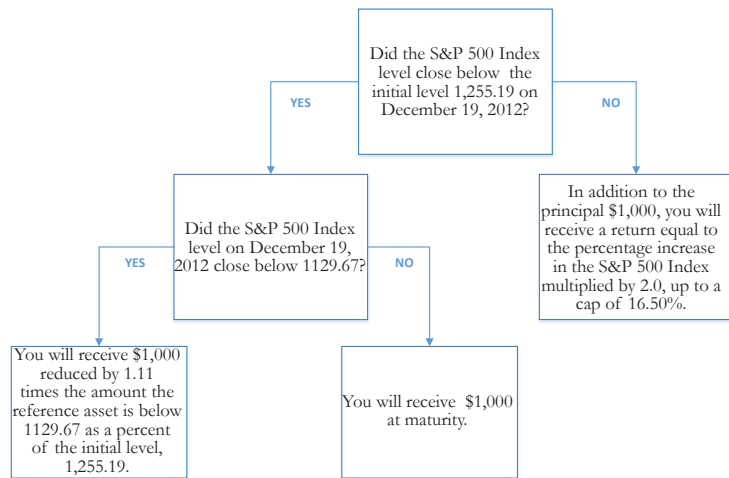 Did the S&P 500 Index
level close below the
initial level 1,255.19 on
December 19, 2012?
YES
NO
Did the S&P 500 Index
level on December 19,
2012 close below 1129.67?
In addition to the
principal $1,000, you will
receive a return equal to
the percentage increase
in the S&P 500 Index
multiplied by 2.0, up to a
cap of 16.50%.
YES
NO
You will receive $1,000
reduced by 1.11
times the amount the
reference asset is below
1129.67 as a percent
of the initial level,
1,255.19.
You will receive $1,000
at maturity.